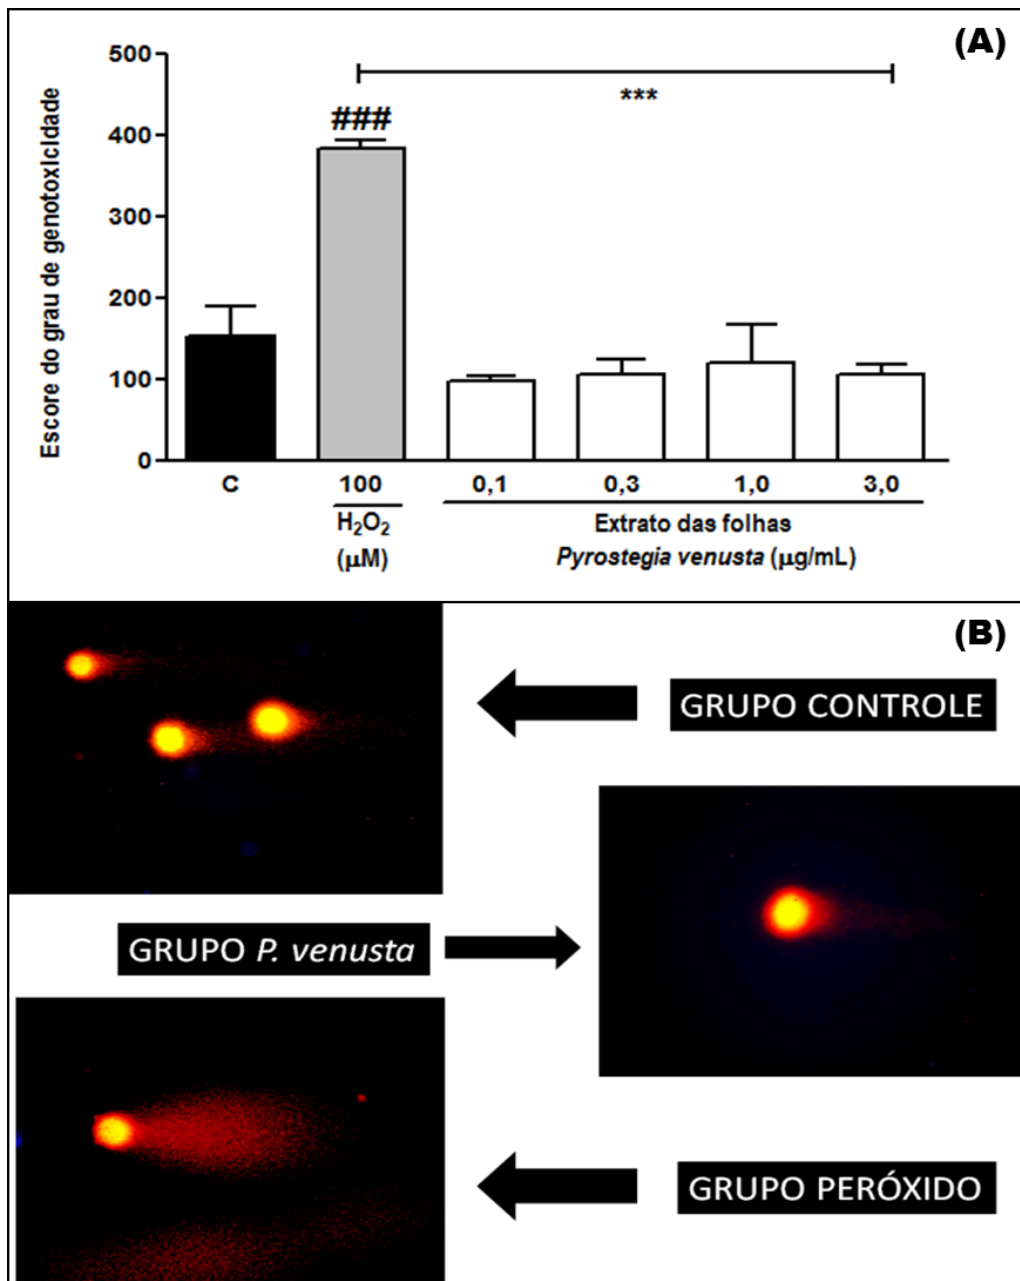 (A)
Escore do grau de genotoxicidade
500
400
300
200
100
0
***
###
C
100
0,1
0,3
1,0
3,0
H₂O₂
(µM)
Extrato das folhas
Pyrostegia venusta (µg/mL)
(B)
GRUPO CONTROLE
GRUPO P. venusta
GRUPO PERÓXIDO